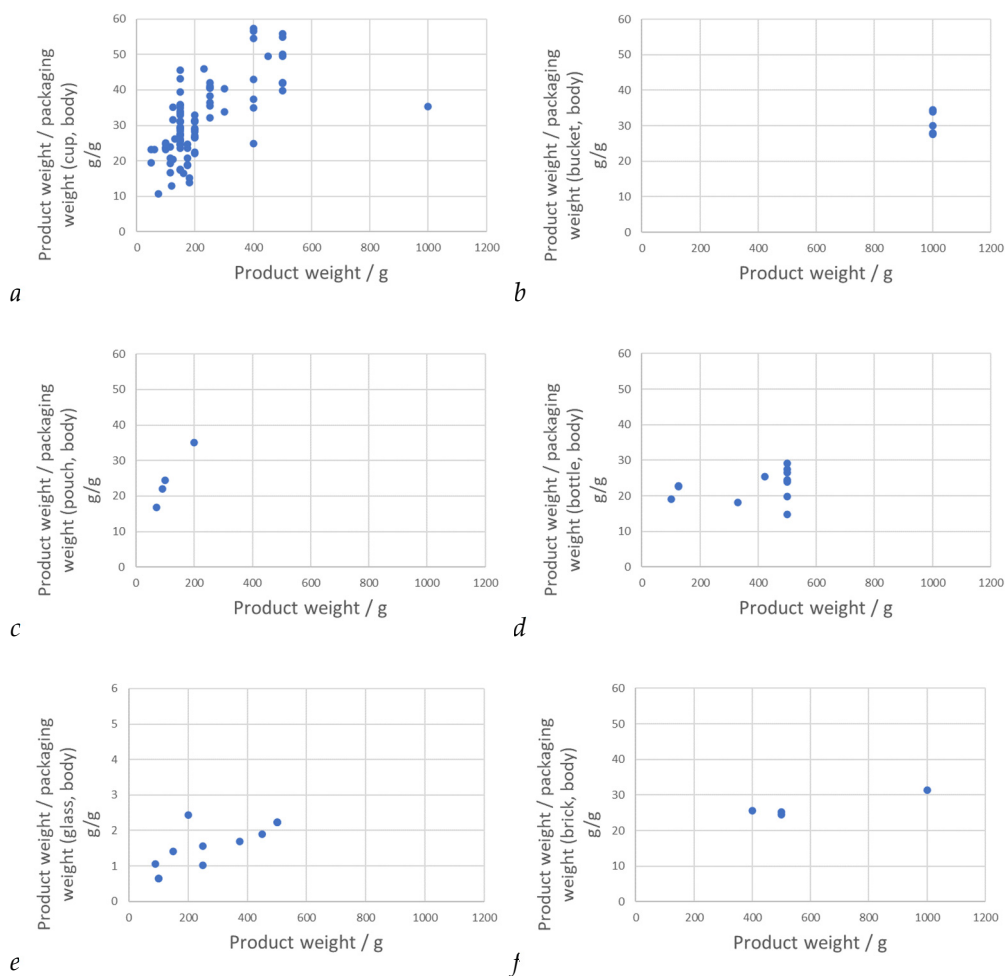 Product weight / packaging
weight (cup, body)
g/g
60
50
40
30
20
10
0
0 200 400 600 800 1000 1200
Product weight / g
a
Product weight / packaging
weight (bucket, body)
g/g
60
50
40
30
20
10
0
0 200 400 600 800 1000 1200
Product weight / g
b
Product weight / packaging
weight (pouch, body)
g/g
60
50
40
30
20
10
0
0 200 400 600 800 1000 1200
Product weight / g
c
Product weight / packaging
weight (bottle, body)
g/g
60
50
40
30
20
10
0
0 200 400 600 800 1000 1200
Product weight / g
d
Product weight / packaging
weight (glass, body)
g/g
6
5
4
3
2
1
0
0 200 400 600 800 1000 1200
Product weight / g
e
Product weight / packaging
weight (brick, body)
g/g
60
50
40
30
20
10
0
0 200 400 600 800 1000 1200
Product weight / g
f